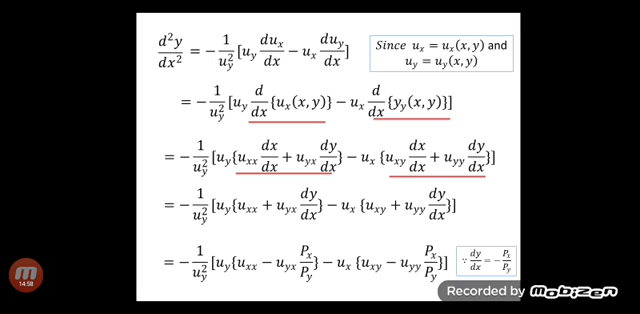 d²y/dx² = −1/u_y² [u_y du_x/dx − u_x du_y/dx]
Since u_x = u_x(x, y) and
u_y = u_y(x, y)
= −1/u_y² [u_y d/dx {u_x(x, y)} − u_x d/dx {y_y(x, y)}]
= −1/u_y² [u_y{u_xx dx/dx + u_yx dy/dx} − u_x {u_xy dx/dx + u_yy dy/dx}]
= −1/u_y² [u_y{u_xx + u_yx dy/dx} − u_x {u_xy + u_yy dy/dx}]
= −1/u_y² [u_y{u_xx − u_yx P_x/P_y} − u_x {u_xy − u_yy P_x/P_y}]
∵ dy/dx = − P_x/P_y
14:58
Recorded by Mobizen